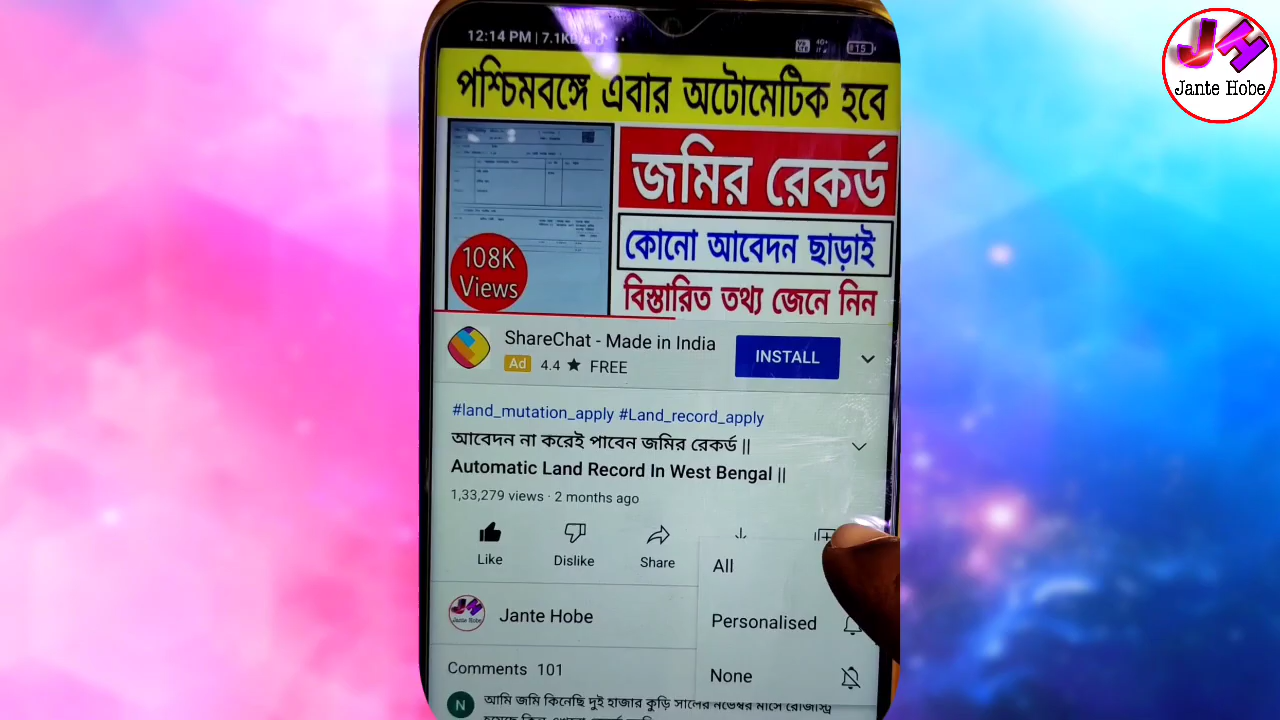 12:14 PM | 7.1KB
4G+
15
JH
Jante Hobe
পশ্চিমবঙ্গে এবার অটোমেটিক হবে
জমির রেকর্ড
কোনো আবেদন ছাড়াই
বিস্তারিত তথ্য জেনে নিন
108K
Views
ShareChat - Made in India
Ad 4.4 ★ FREE
INSTALL
#land_mutation_apply #Land_record_apply
আবেদন না করেই পাবেন জমির রেকর্ড ||
Automatic Land Record In West Bengal ||
1,33,279 views · 2 months ago
Like Dislike Share
All
Jante Hobe
Personalised
Comments 101
None
N
আমি জমি কিনেছি দুই হাজার কুড়ি সালের নভেম্বর মাসে রেজিস্ট্রি